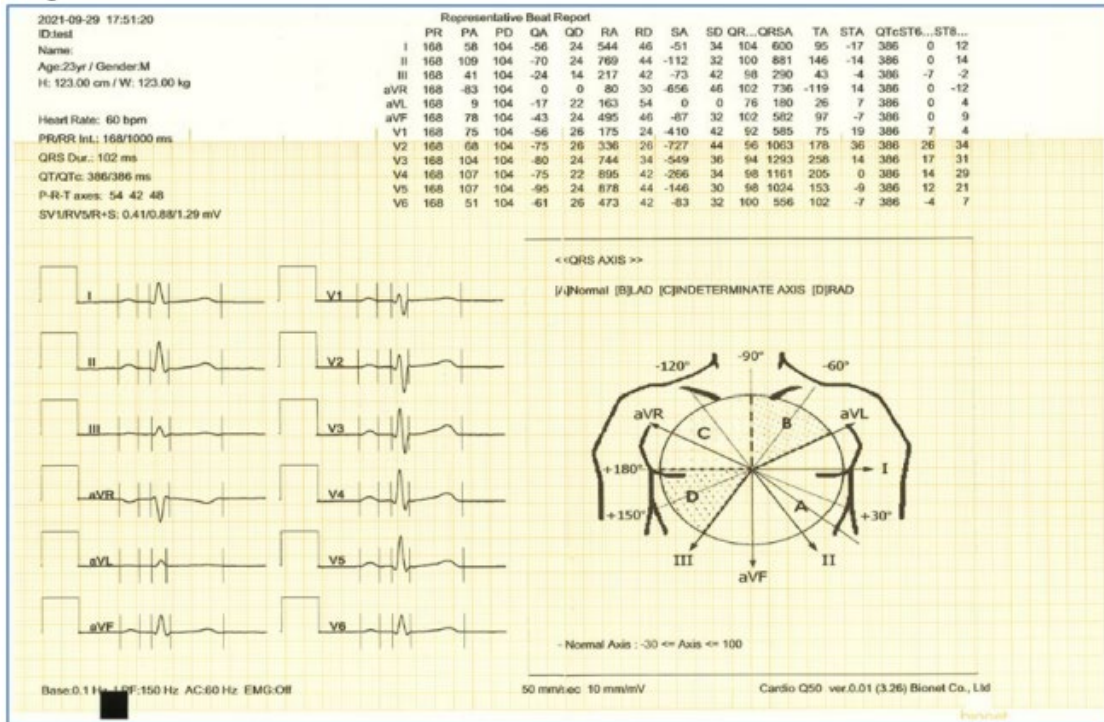 2021-09-29 17:51:20
ID:test
Name:
Age:23yr / Gender:M
H: 123.00 cm / W: 123.00 kg
Heart Rate: 60 bpm
PR/RR Int.: 168/1000 ms
QRS Dur.: 102 ms
QT/QTc: 386/386 ms
P-R-T axes: 54 42 48
SV1/RV5/R+S: 0.41/0.88/1.29 mV
Representative Beat Report
PR PA PD QA QD RA RD SA SD QR...QRSA TA STA QTcST6...ST8...
I 168 58 104 -56 24 544 46 -51 34 104 600 95 -17 386 0 12
II 168 109 104 -70 24 769 44 -112 32 100 881 146 -14 386 0 14
III 168 41 104 -24 14 217 42 -73 42 98 290 43 -4 386 -7 -2
aVR 168 -83 104 0 0 80 30 -656 46 102 736 -119 14 386 0 -12
aVL 168 9 104 -17 22 163 54 0 0 76 180 26 7 386 0 4
aVF 168 78 104 -43 24 495 46 -87 32 102 582 97 -7 386 0 9
V1 168 75 104 -56 26 175 24 -410 42 92 585 75 19 386 7 4
V2 168 68 104 -75 26 336 26 -727 44 96 1063 178 36 386 26 34
V3 168 104 104 -80 24 744 34 -549 36 94 1293 258 14 386 17 31
V4 168 107 104 -75 22 895 42 -266 34 98 1161 205 0 386 14 29
V5 168 107 104 -95 24 878 44 -146 30 98 1024 153 -9 386 12 21
V6 168 51 104 -61 26 473 42 -83 32 100 556 102 -7 386 -4 7
<<QRS AXIS >>
[A]Normal [B]LAD [C]INDETERMINATE AXIS [D]RAD
I
V1
II
V2
III
V3
aVR
V4
aVL
V5
aVF
V6
-90°
-120°
-60°
aVR
aVL
C
B
+180°
I
D
A
+150°
+30°
III
II
aVF
- Normal Axis : -30 <= Axis <= 100
Base:0.1 Hz LPF:150 Hz AC:60 Hz EMG:Off
50 mm/sec 10 mm/mV
Cardio Q50 ver.0.01 (3.26) Bionet Co., Ltd
bionet